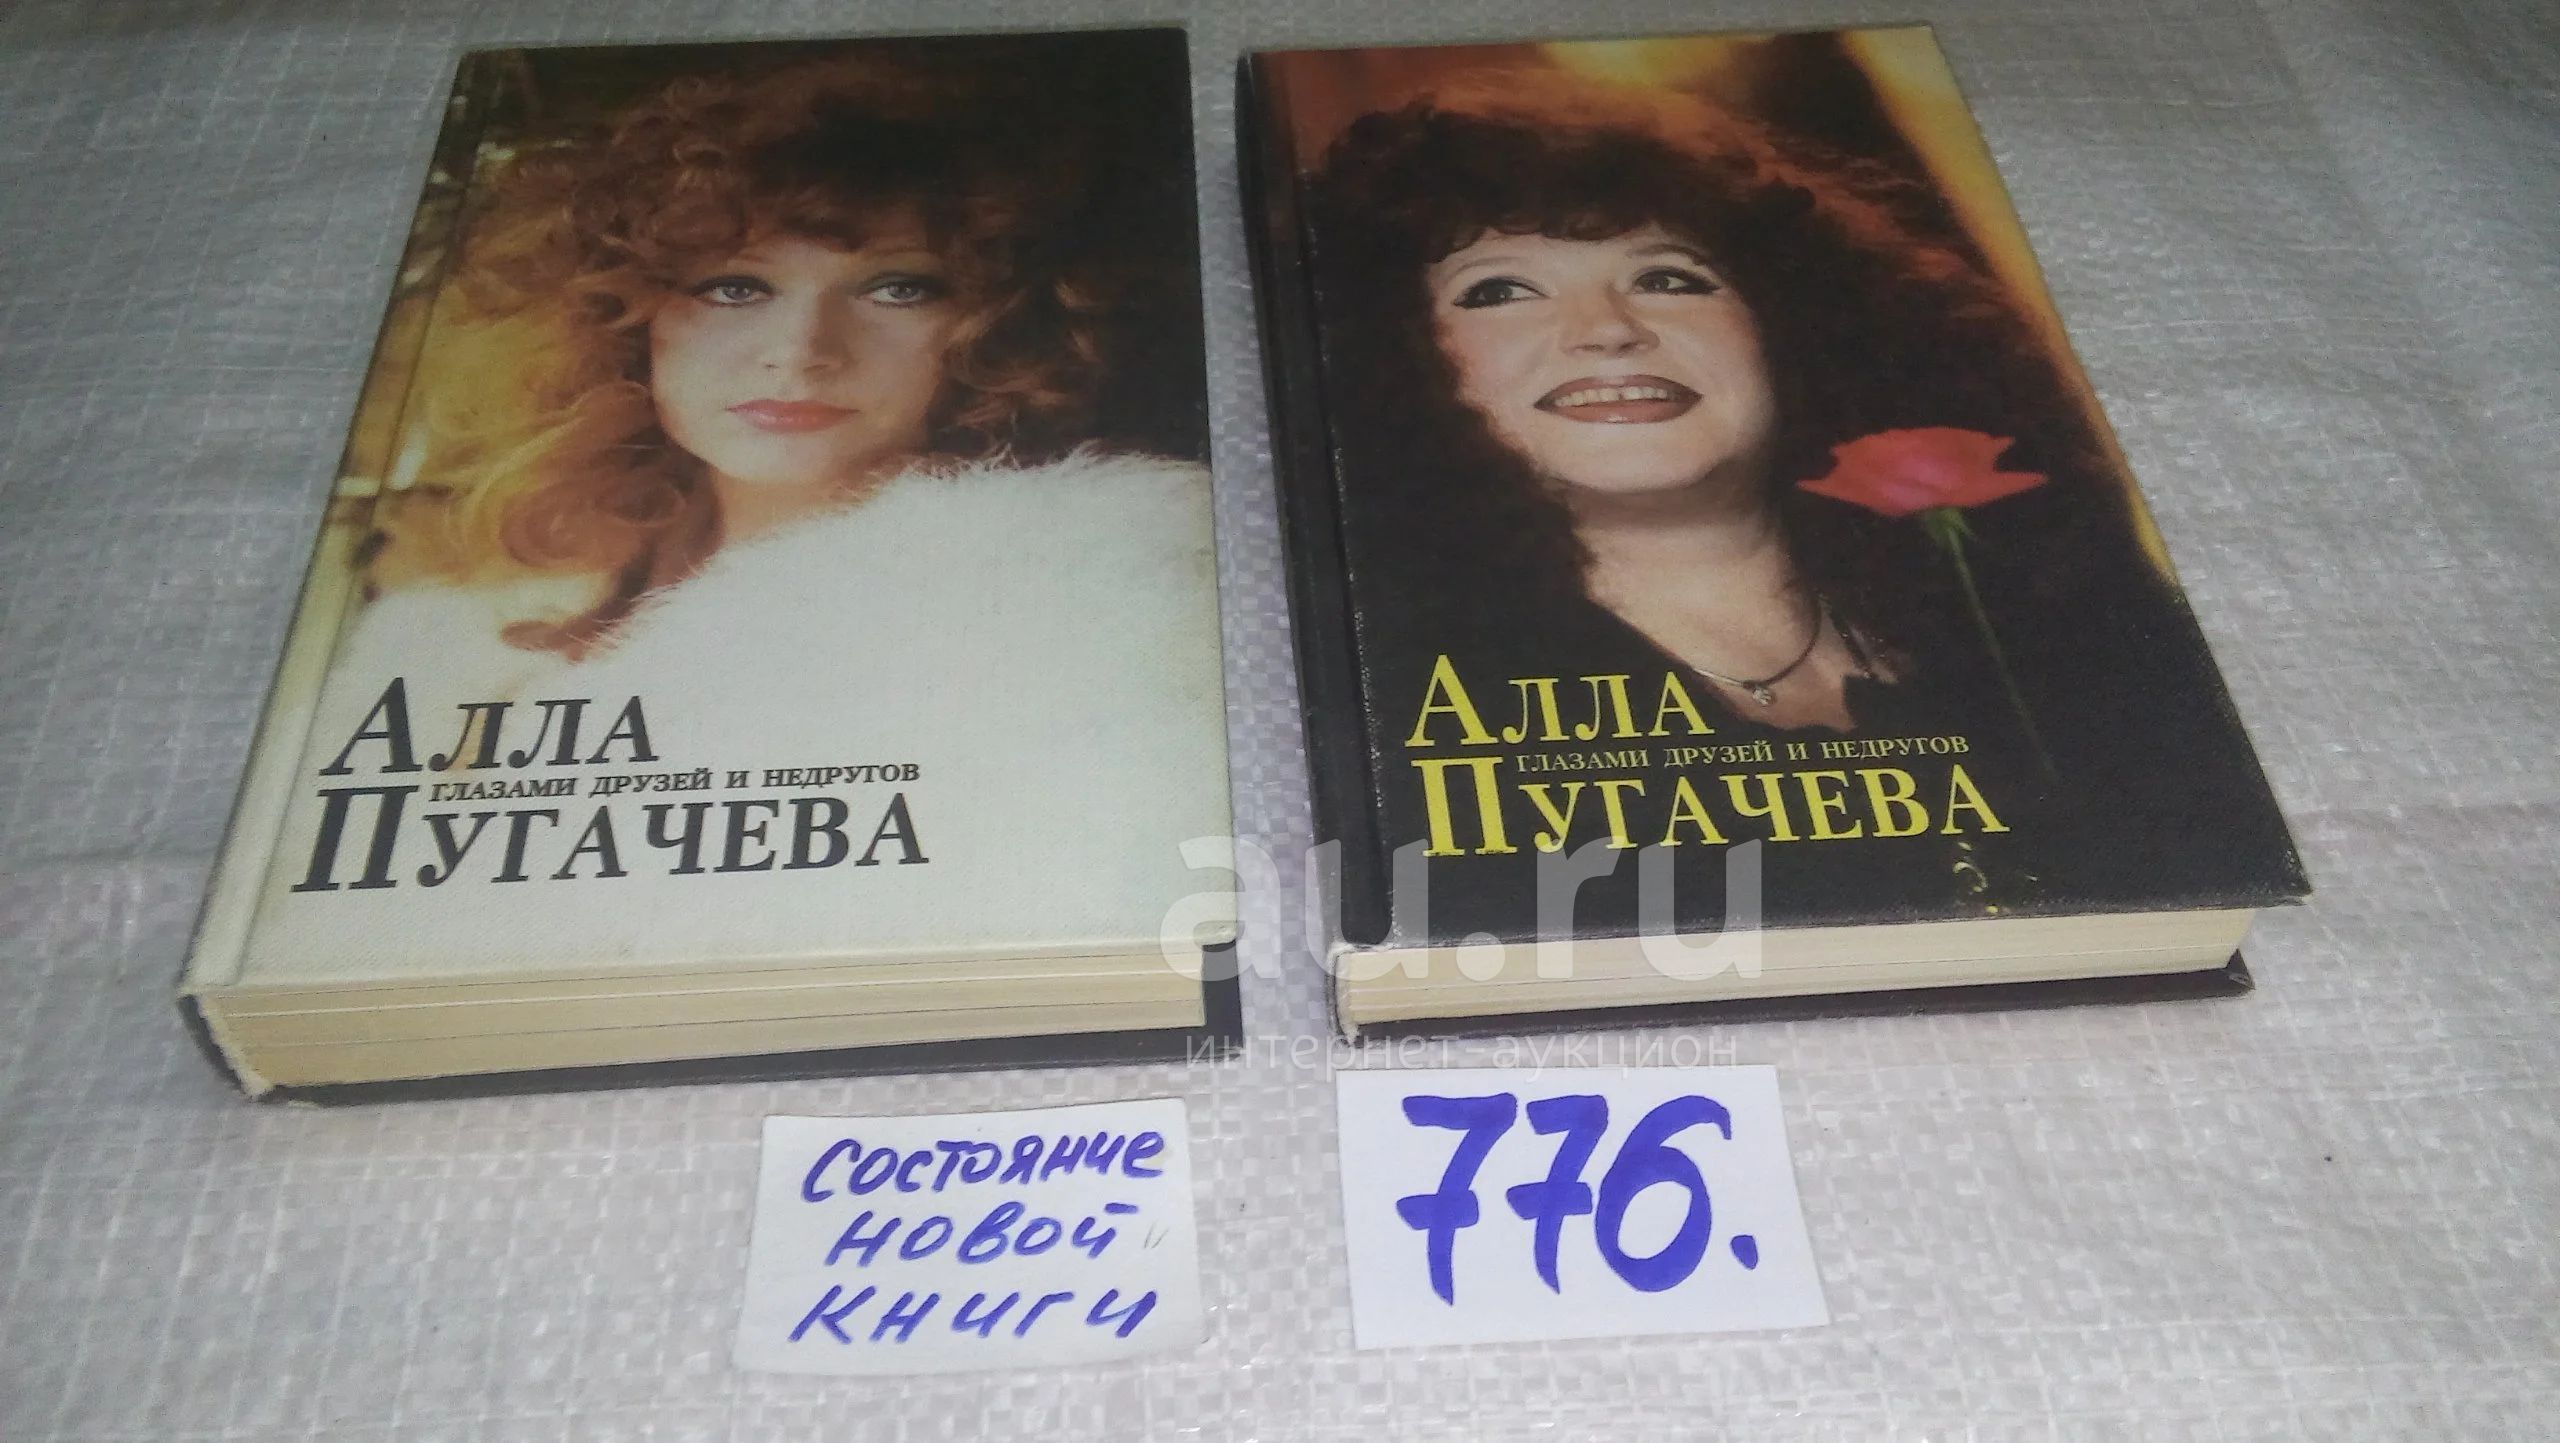 АЛЛА
ГЛАЗАМИ ДРУЗЕЙ И НЕДРУГОВ
ПУГАЧЕВА
АЛЛА
ГЛАЗАМИ ДРУЗЕЙ И НЕДРУГОВ
ПУГАЧЕВА
au.ru
интернет-аукцион
СОСТОЯНИЕ
НОВОЙ
КНИГИ
776.